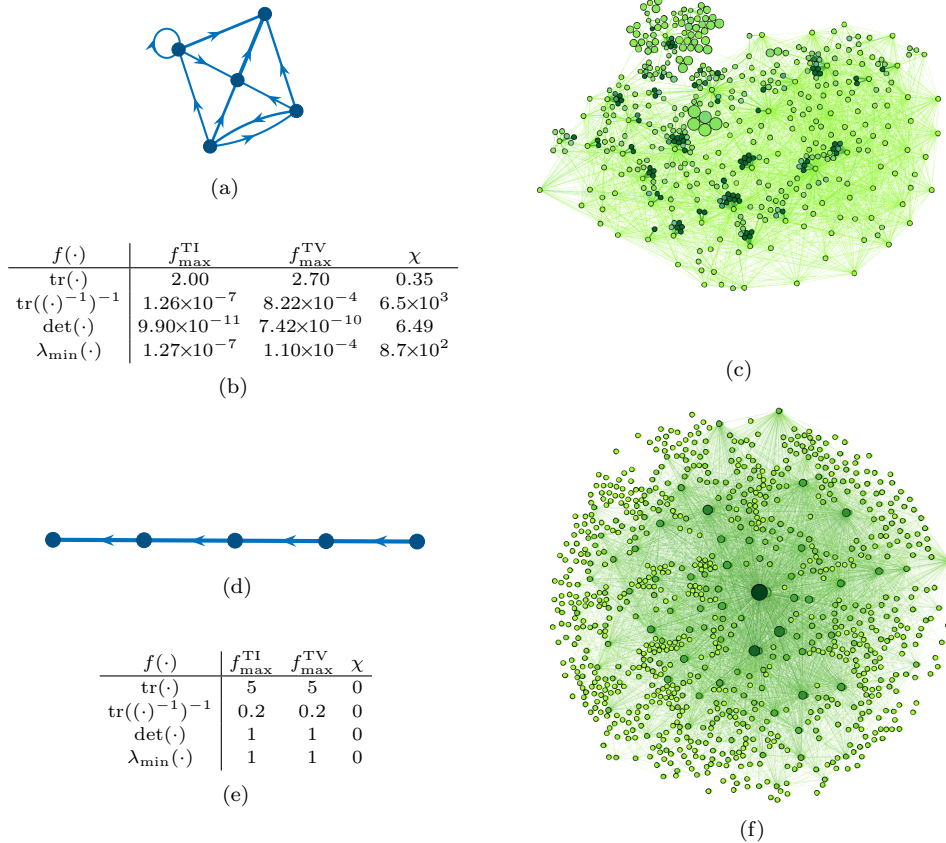 (a)
f(·) f_max^TI f_max^TV χ
tr(·) 2.00 2.70 0.35
tr((·)^−1)^−1 1.26×10^−7 8.22×10^−4 6.5×10^3
det(·) 9.90×10^−11 7.42×10^−10 6.49
λ_min(·) 1.27×10^−7 1.10×10^−4 8.7×10^2
(b)
(c)
(d)
f(·) f_max^TI f_max^TV χ
tr(·) 5 5 0
tr((·)^−1)^−1 0.2 0.2 0
det(·) 1 1 0
λ_min(·) 1 1 0
(e)
(f)